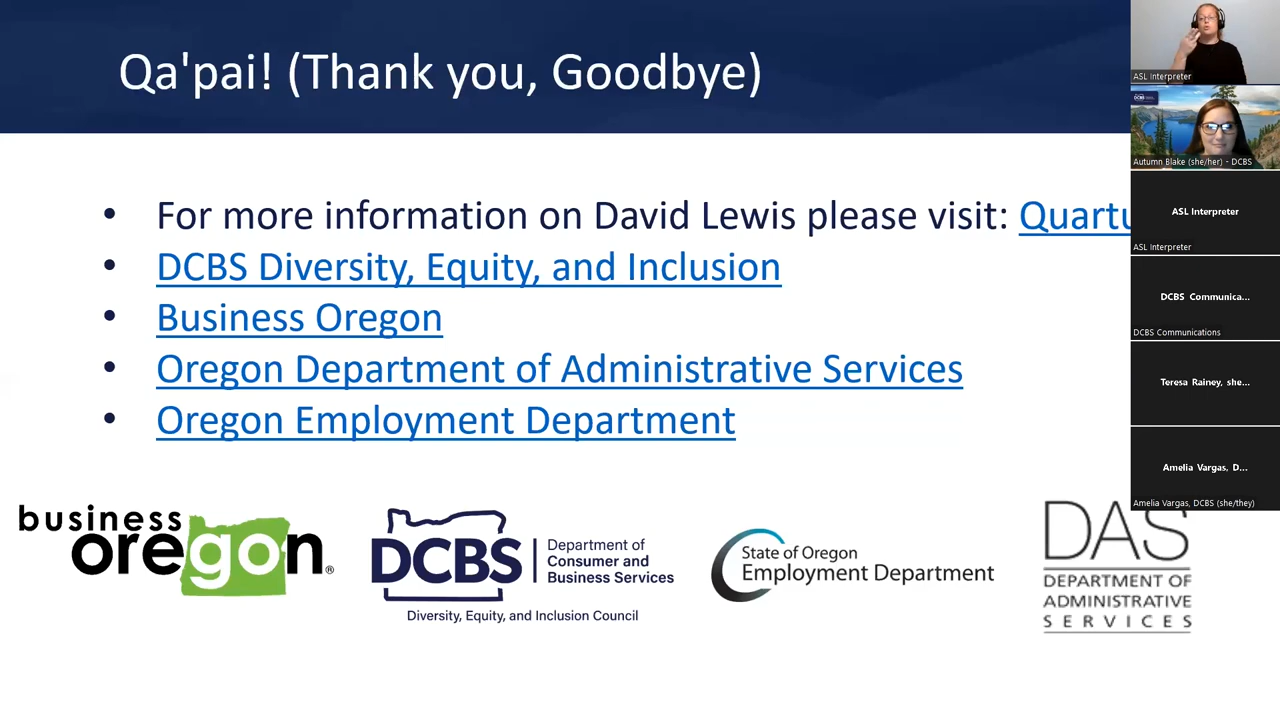 Qa'pai! (Thank you, Goodbye)
For more information on David Lewis please visit: Quartu
DCBS Diversity, Equity, and Inclusion
Business Oregon
Oregon Department of Administrative Services
Oregon Employment Department
business
oregon®
DCBS
Department of
Consumer and
Business Services
Diversity, Equity, and Inclusion Council
State of Oregon
Employment Department
DAS
DEPARTMENT OF
ADMINISTRATIVE
SERVICES
ASL Interpreter
DCBS
Autumn Blake (she/her) - DCBS
ASL Interpreter
ASL Interpreter
DCBS Communica...
DCBS Communications
Teresa Rainey, she...
Amelia Vargas, D...
Amelia Vargas, DCBS (she/they)